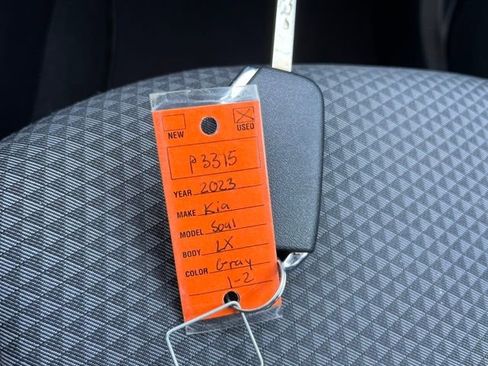 NEW USED
P3315
YEAR 2023
MAKE Kia
MODEL Soul
BODY LX
COLOR Gray
1-2